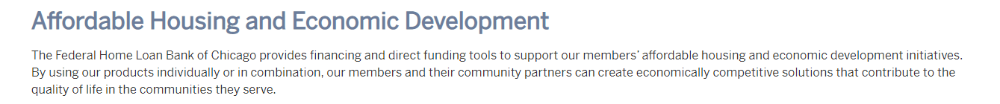 Affordable Housing and Economic Development
The Federal Home Loan Bank of Chicago provides financing and direct funding tools to support our members' affordable housing and economic development initiatives.
By using our products individually or in combination, our members and their community partners can create economically competitive solutions that contribute to the
quality of life in the communities they serve.